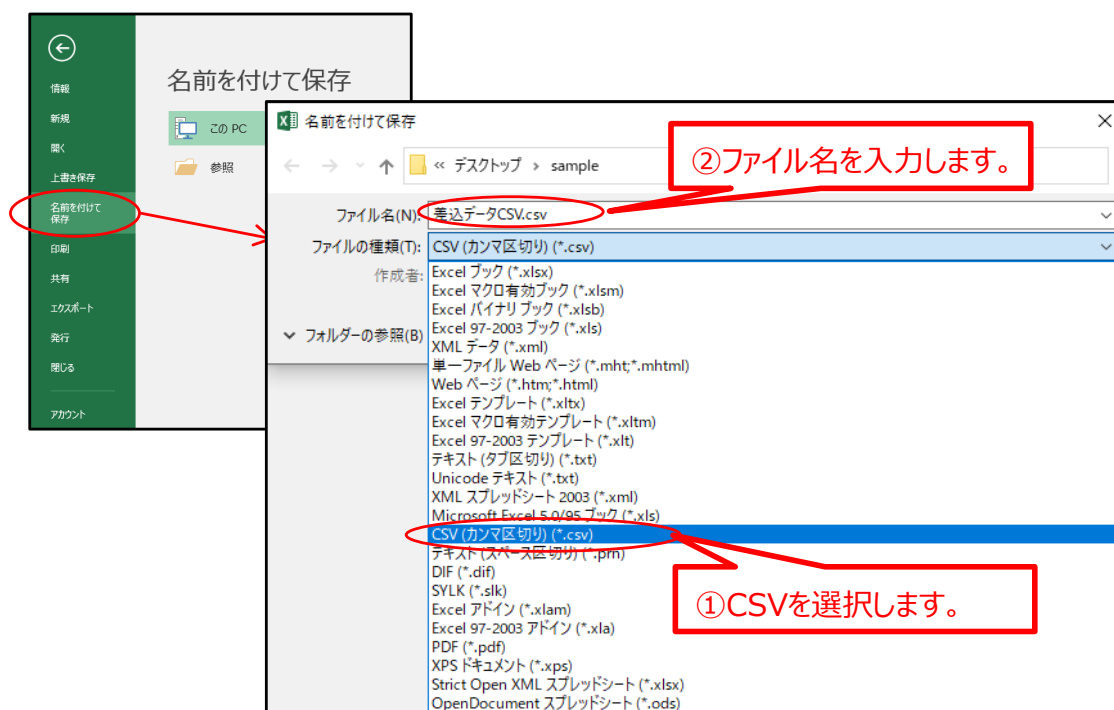 情報
新規
開く
上書き保存
名前を付けて
保存
印刷
共有
エクスポート
発行
閉じる
アカウント
名前を付けて保存
この PC
参照
名前を付けて保存
« デスクトップ › sample
②ファイル名を入力します。
ファイル名(N): 差込データCSV.csv
ファイルの種類(T): CSV (カンマ区切り) (*.csv)
作成者:
フォルダーの参照(B)
Excel ブック (*.xlsx)
Excel マクロ有効ブック (*.xlsm)
Excel バイナリ ブック (*.xlsb)
Excel 97-2003 ブック (*.xls)
XML データ (*.xml)
単一ファイル Web ページ (*.mht;*.mhtml)
Web ページ (*.htm;*.html)
Excel テンプレート (*.xltx)
Excel マクロ有効テンプレート (*.xltm)
Excel 97-2003 テンプレート (*.xlt)
テキスト (タブ区切り) (*.txt)
Unicode テキスト (*.txt)
XML スプレッドシート 2003 (*.xml)
Microsoft Excel 5.0/95 ブック (*.xls)
CSV (カンマ区切り) (*.csv)
テキスト (スペース区切り) (*.prn)
DIF (*.dif)
SYLK (*.slk)
Excel アドイン (*.xlam)
Excel 97-2003 アドイン (*.xla)
PDF (*.pdf)
XPS ドキュメント (*.xps)
Strict Open XML スプレッドシート (*.xlsx)
OpenDocument スプレッドシート (*.ods)
①CSVを選択します。